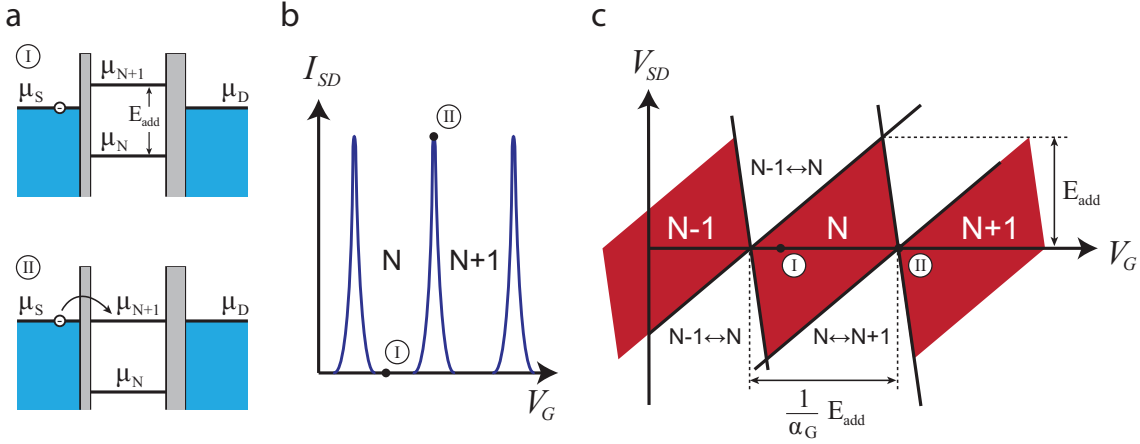 a
I
μN+1
μS
μD
Eadd
μN
II
μS
μN+1
μD
μN
b
ISD
II
N
N+1
I
VG
c
VSD
N-1↔N
Eadd
N-1
N
N+1
I
II
VG
N-1↔N
N↔N+1
1/αG Eadd